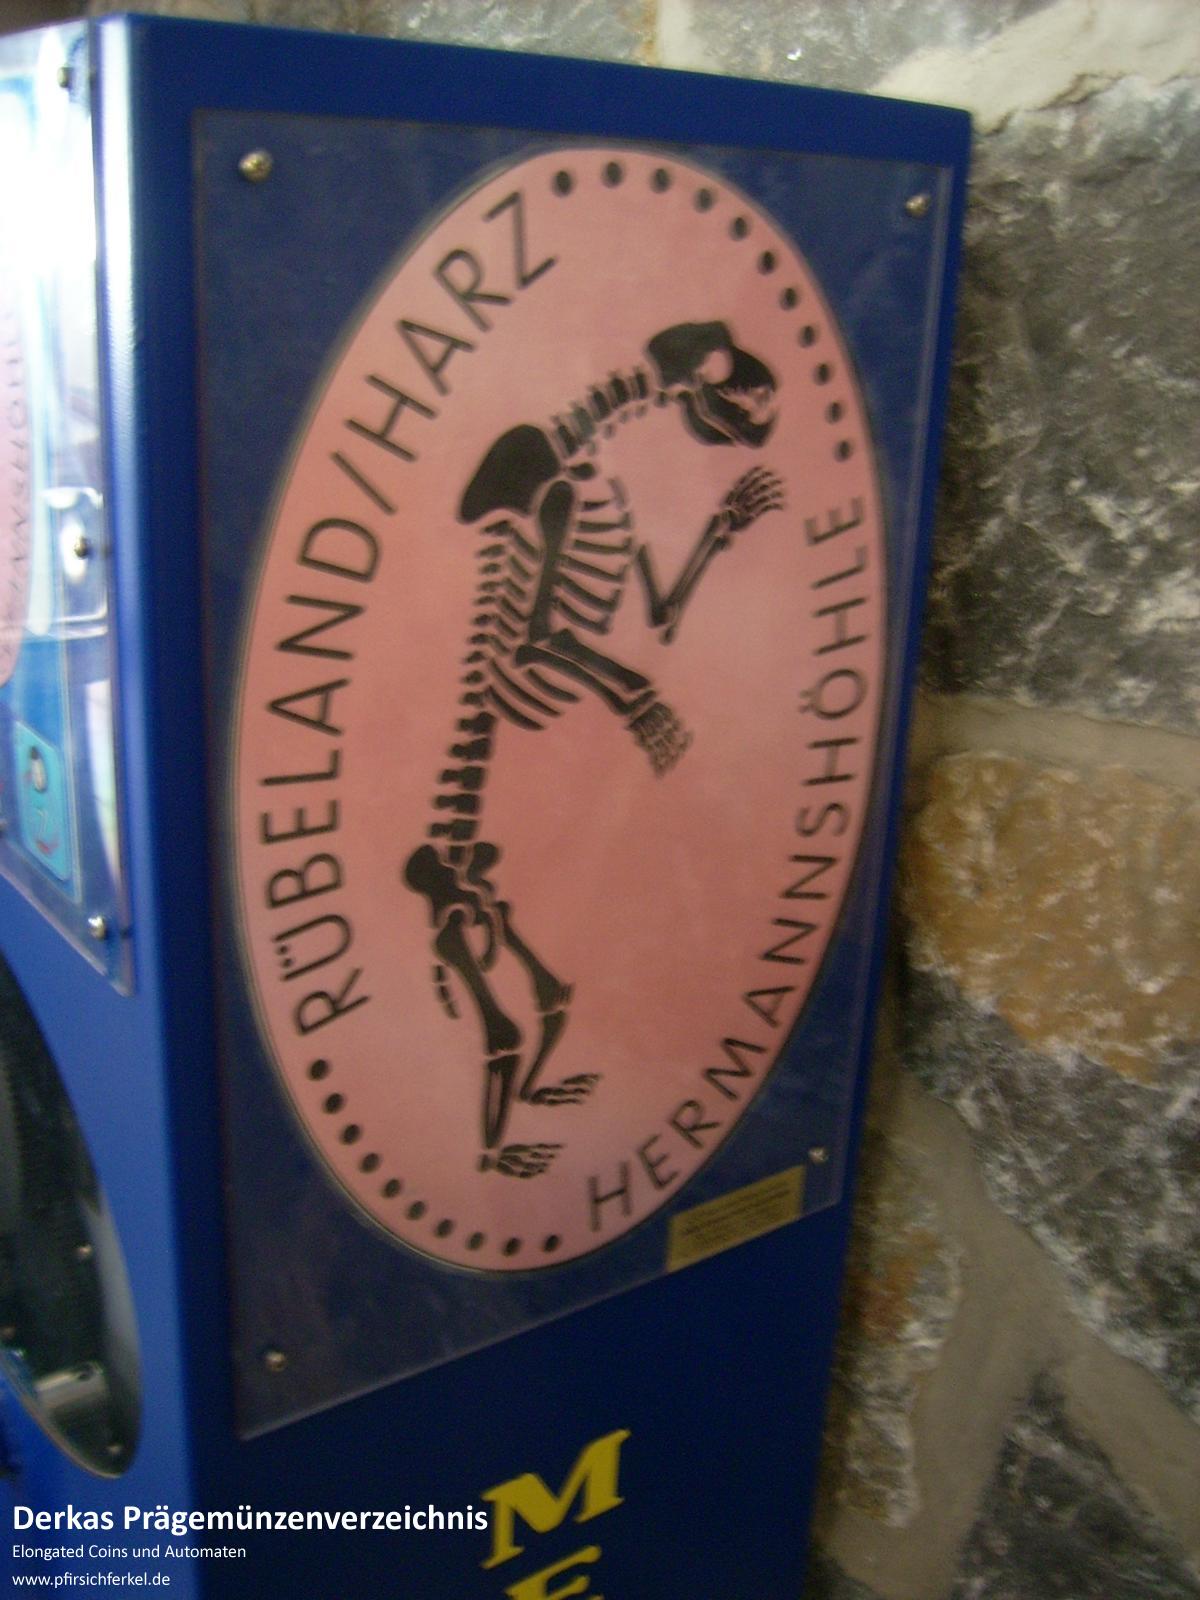 RÜBELAND/HARZ
HERMANNSHÖHLE
M
E
Derkas Prägemünzenverzeichnis
Elongated Coins und Automaten
www.pfirsichferkel.de